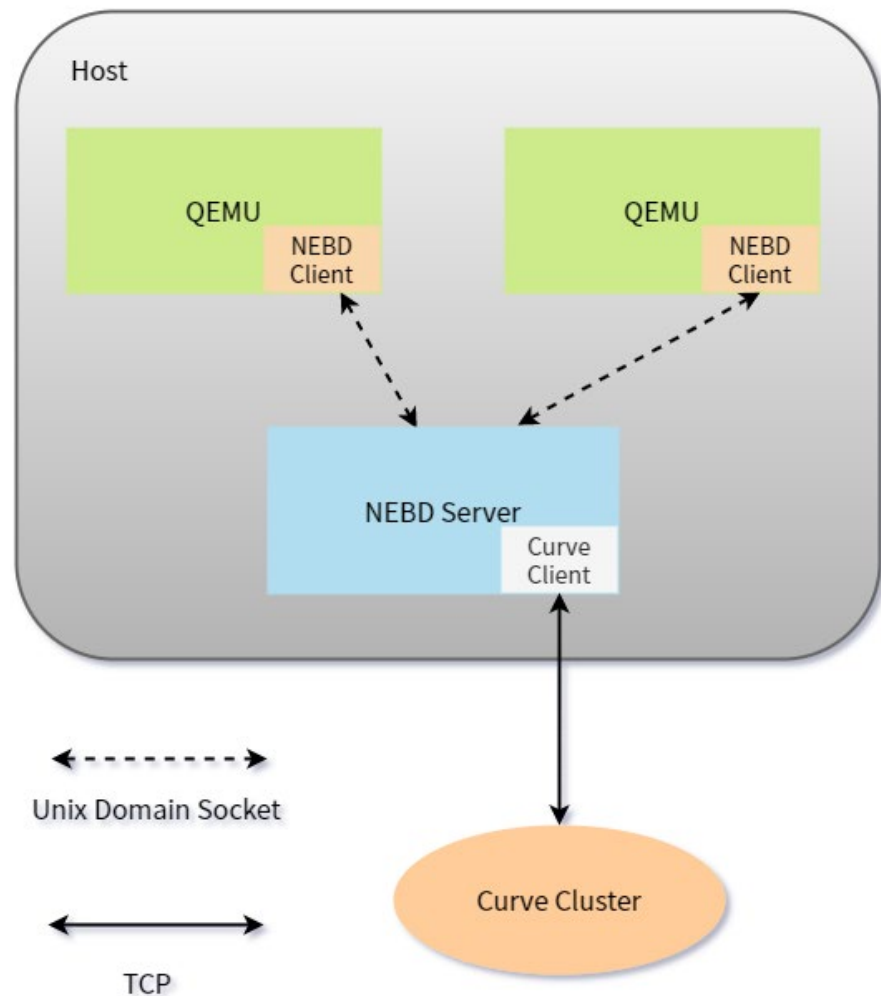 Host
QEMU
NEBD
Client
QEMU
NEBD
Client
NEBD Server
Curve
Client
Unix Domain Socket
Curve Cluster
TCP